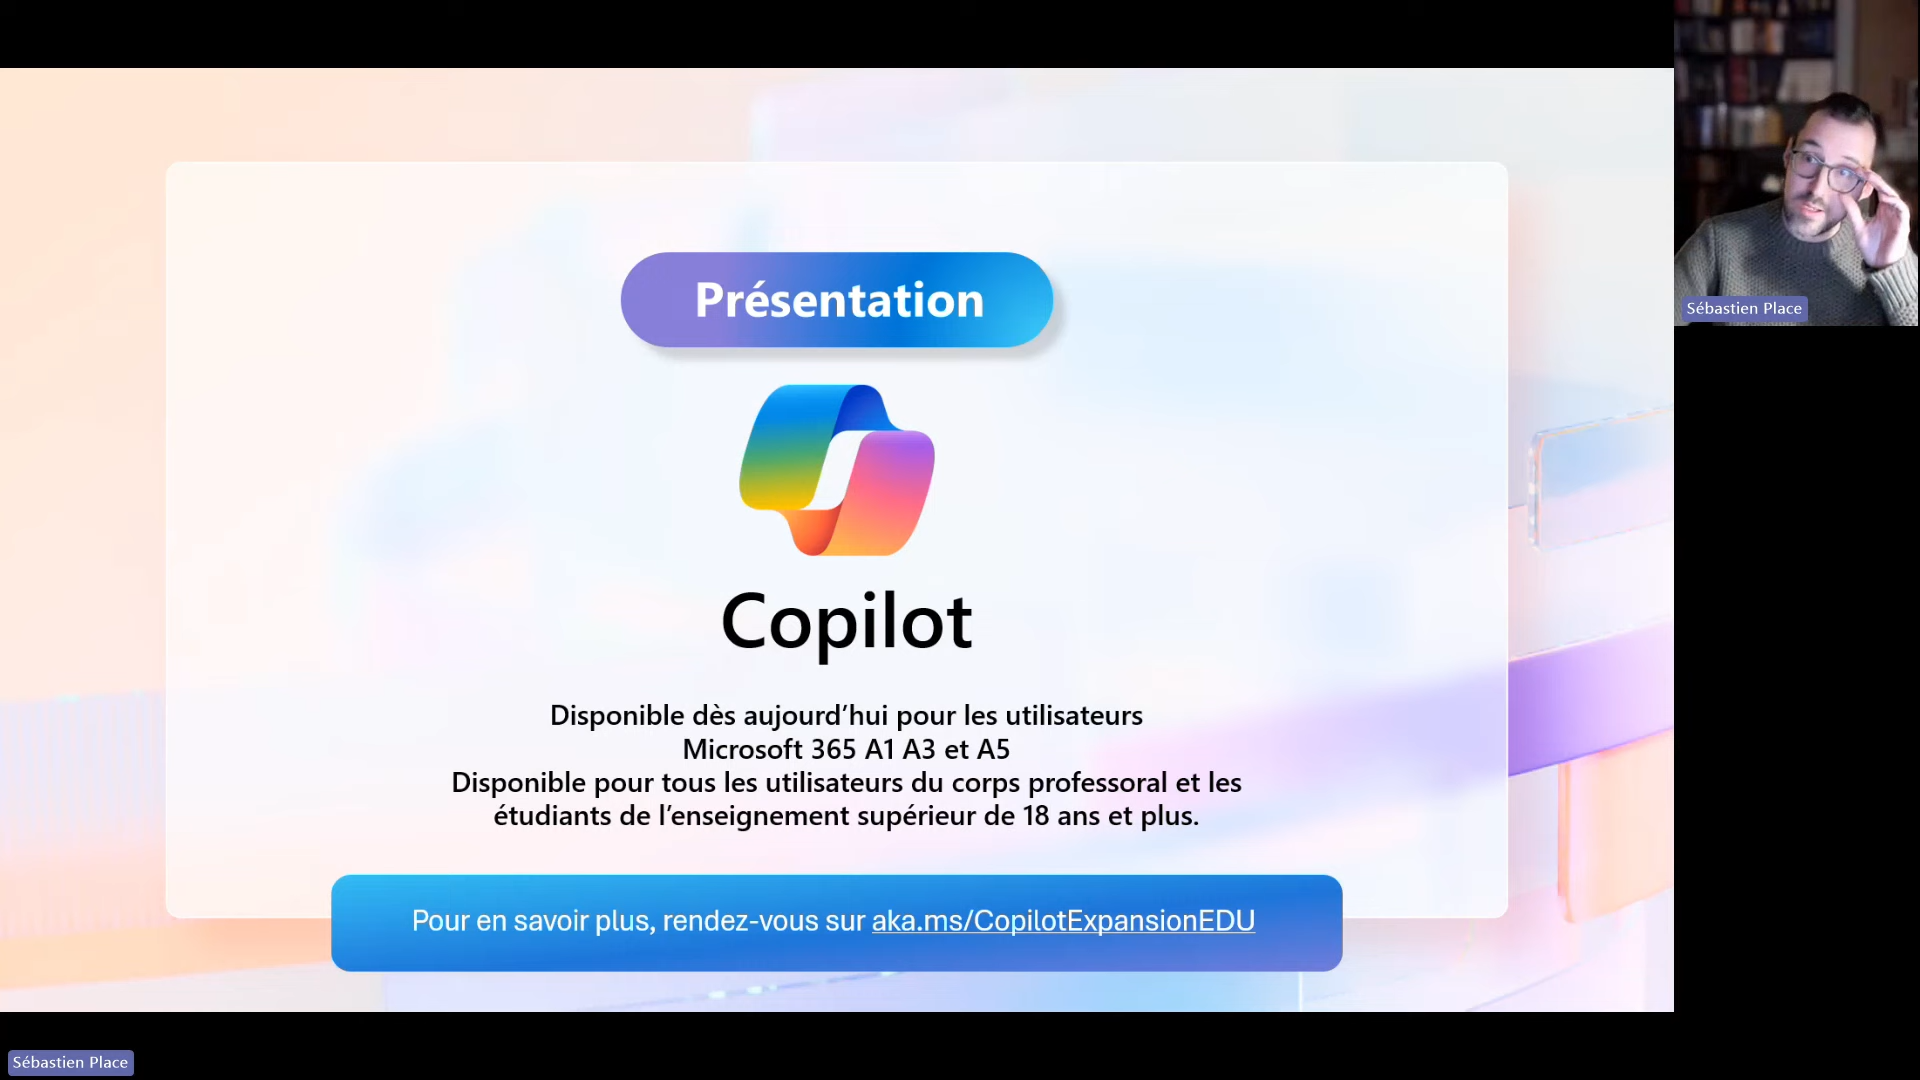 Présentation
Copilot
Disponible dès aujourd’hui pour les utilisateurs
Microsoft 365 A1 A3 et A5
Disponible pour tous les utilisateurs du corps professoral et les
étudiants de l’enseignement supérieur de 18 ans et plus.
Pour en savoir plus, rendez-vous sur aka.ms/CopilotExpansionEDU
Sébastien Place
Sébastien Place